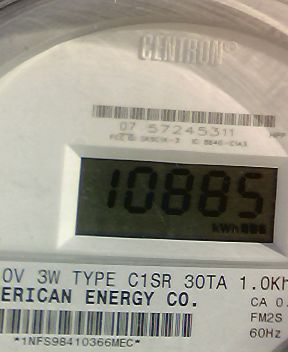 CENTRON®
07 57245311
10885
kWh
0V 3W TYPE C1SR 30TA 1.0Kh
ERICAN ENERGY CO.
CA 0.
FM2S
60Hz
*1NFS98410366MEC*